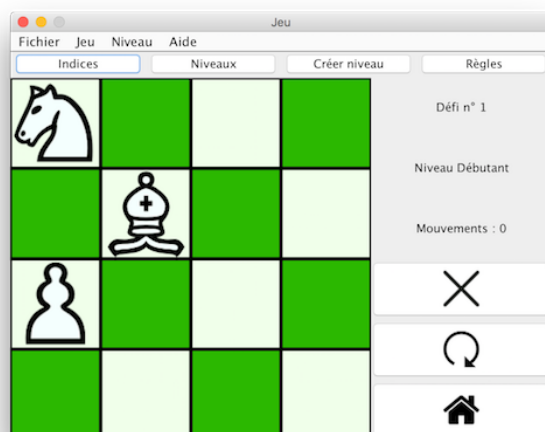 Jeu
Fichier Jeu Niveau Aide
Indices Niveaux Créer niveau Règles
Défi n° 1
Niveau Débutant
Mouvements : 0